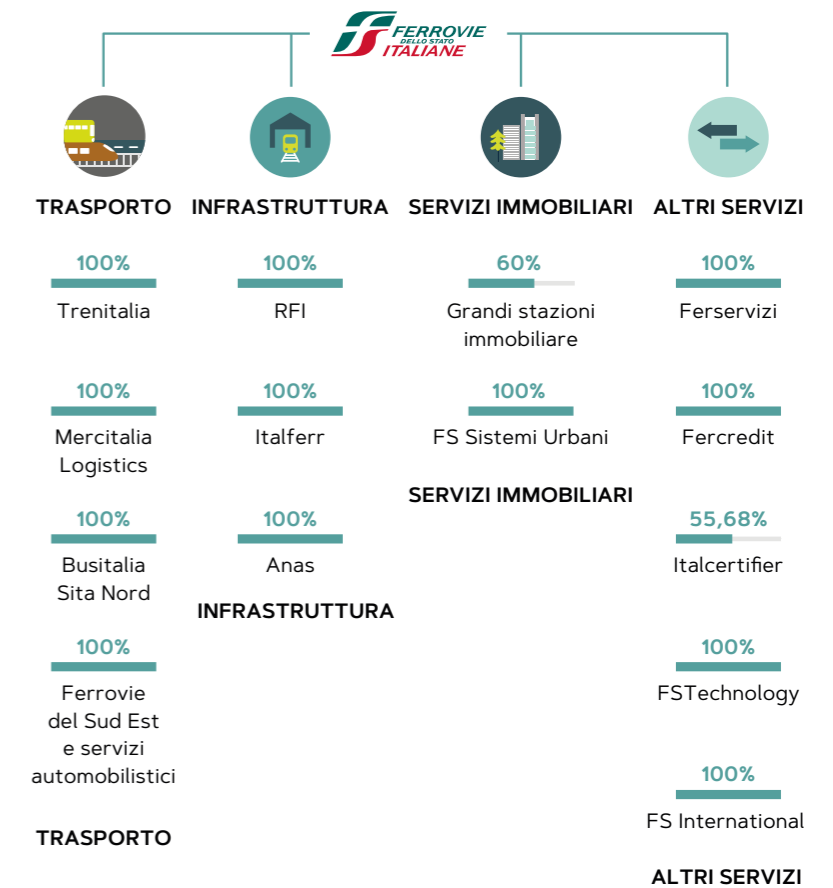 FERROVIE
DELLO STATO
ITALIANE
TRASPORTO
100%
Trenitalia
100%
Mercitalia
Logistics
100%
Busitalia
Sita Nord
100%
Ferrovie
del Sud Est
e servizi
automobilistici
TRASPORTO
INFRASTRUTTURA
100%
RFI
100%
Italferr
100%
Anas
INFRASTRUTTURA
SERVIZI IMMOBILIARI
60%
Grandi stazioni
immobiliare
100%
FS Sistemi Urbani
SERVIZI IMMOBILIARI
ALTRI SERVIZI
100%
Ferservizi
100%
Fercredit
55,68%
Italcertifier
100%
FSTechnology
100%
FS International
ALTRI SERVIZI